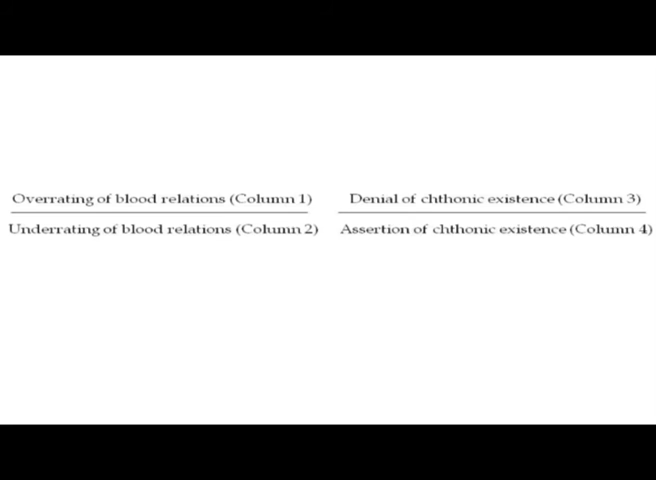 Overrating of blood relations (Column 1)
Underrating of blood relations (Column 2)
Denial of chthonic existence (Column 3)
Assertion of chthonic existence (Column 4)